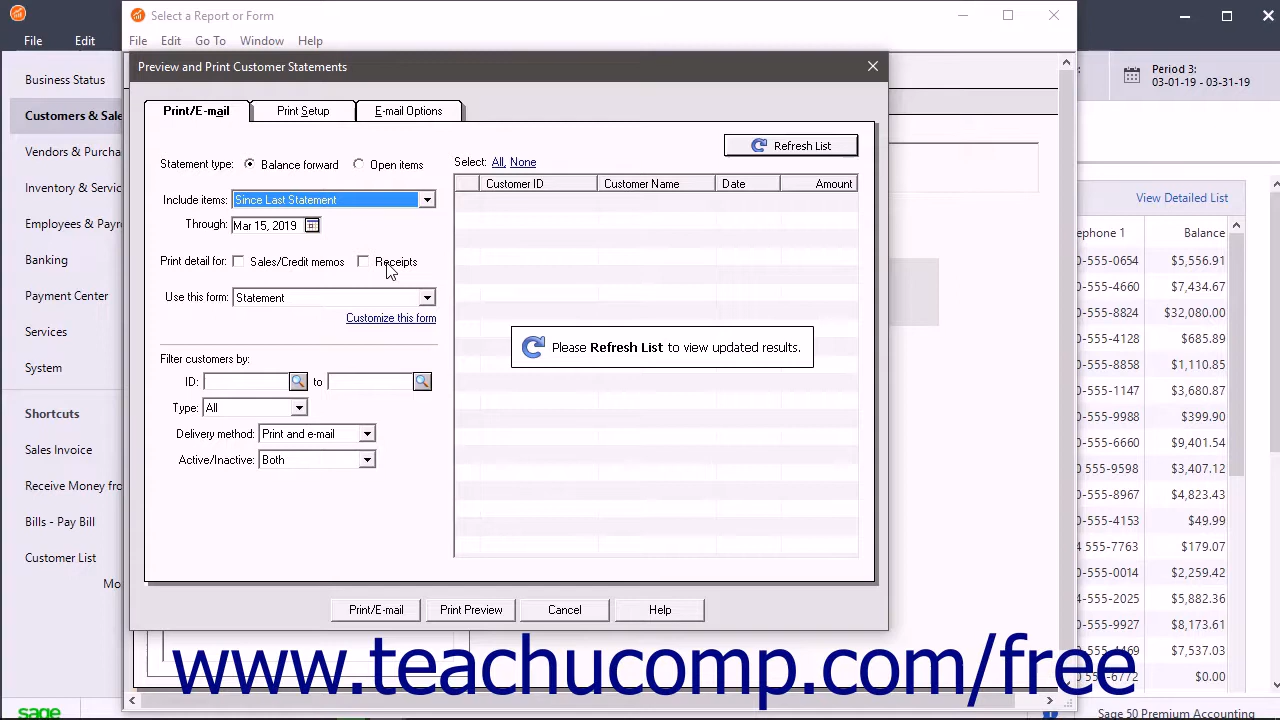 Select a Report or Form
File Edit
File Edit Go To Window Help
Preview and Print Customer Statements
Period 3:
03-01-19 - 03-31-19
Business Status
Customers & Sale
Vendors & Purcha
Inventory & Servic
Employees & Payr
Banking
Payment Center
Services
System
Shortcuts
Sales Invoice
Receive Money fro
Bills - Pay Bill
Customer List
Mo
sage
Print/E-mail Print Setup E-mail Options
Refresh List
Statement type: Balance forward Open items
Include items: Since Last Statement
Through: Mar 15, 2019
Print detail for: Sales/Credit memos Receipts
Use this form: Statement
Customize this form
Filter customers by:
ID: to
Type: All
Delivery method: Print and e-mail
Active/Inactive: Both
Select: All, None
Customer ID Customer Name Date Amount
Please Refresh List to view updated results.
Print/E-mail Print Preview Cancel Help
View Detailed List
ephone 1 Balance
0-555-0654 $5,556.91
0-555-4660 $7,434.67
0-555-8824 $32,080.00
4-555-4128 $685.89
0-555-8858 $1,110.85
0-555-1147 $3,680.87
0-555-9988 $399.90
0-555-6660 $9,401.54
0 555-9598 $3,407.12
0-555-8967 $4,823.43
0-555-4153 $49.99
4 555-7763 $179.07
0-555-0014 $2,259.42
4-555-2025 $5,882.36
0-555-9927 $8,173.61
$7,537.03
0-555-6772 $0.00
www.teachucomp.com/free
Sage 50 Premium Accounting